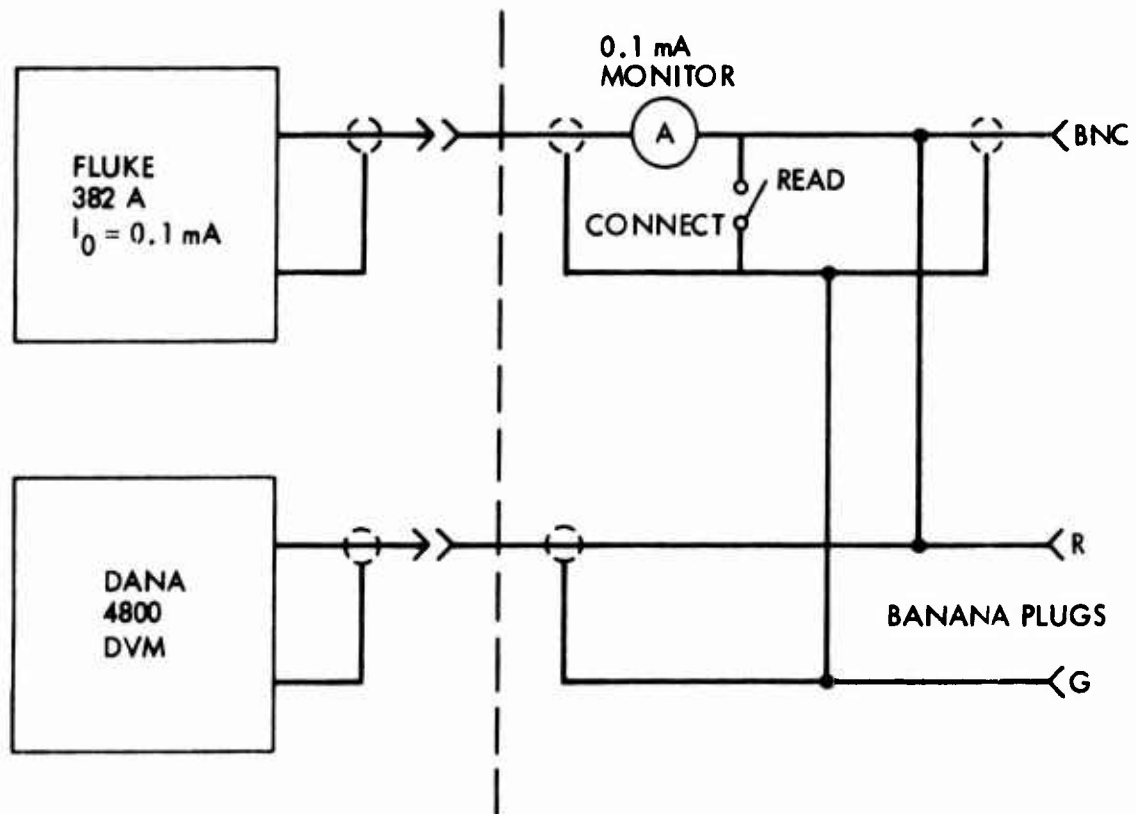 0.1 mA
MONITOR
FLUKE
382 A
I0 = 0.1 mA
A
BNC
READ
CONNECT
DANA
4800
DVM
R
BANANA PLUGS
G